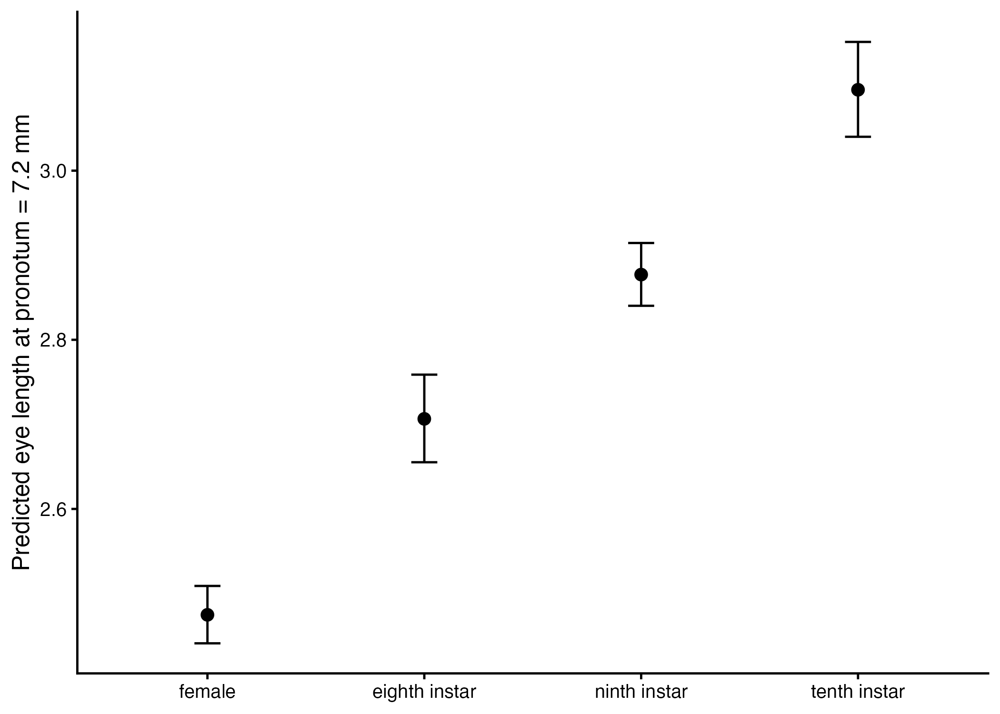 Predicted eye length at pronotum = 7.2 mm
3.0
2.8
2.6
female eighth instar ninth instar tenth instar